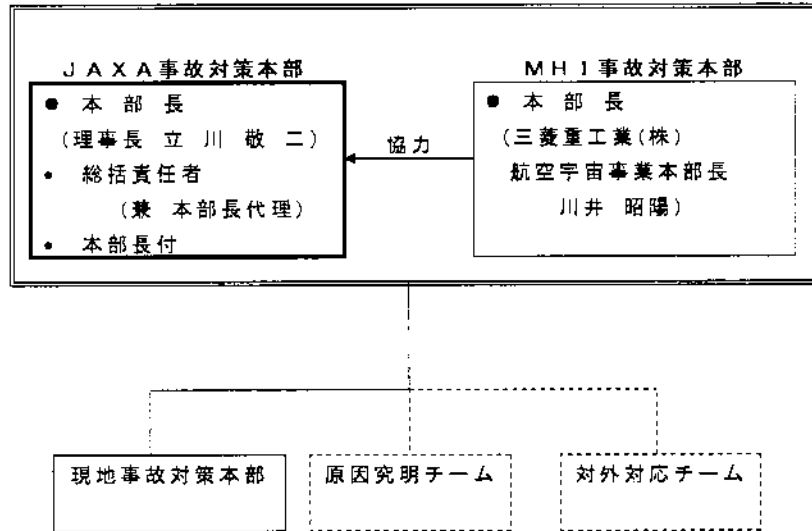 JAXA事故対策本部
● 本部長
(理事長 立川 敬二)
• 総括責任者
(兼 本部長代理)
• 本部長付
協力
MHI事故対策本部
● 本部長
(三菱重工業(株)
航空宇宙事業本部長
川井 昭陽)
現地事故対策本部
原因究明チーム
対外対応チーム